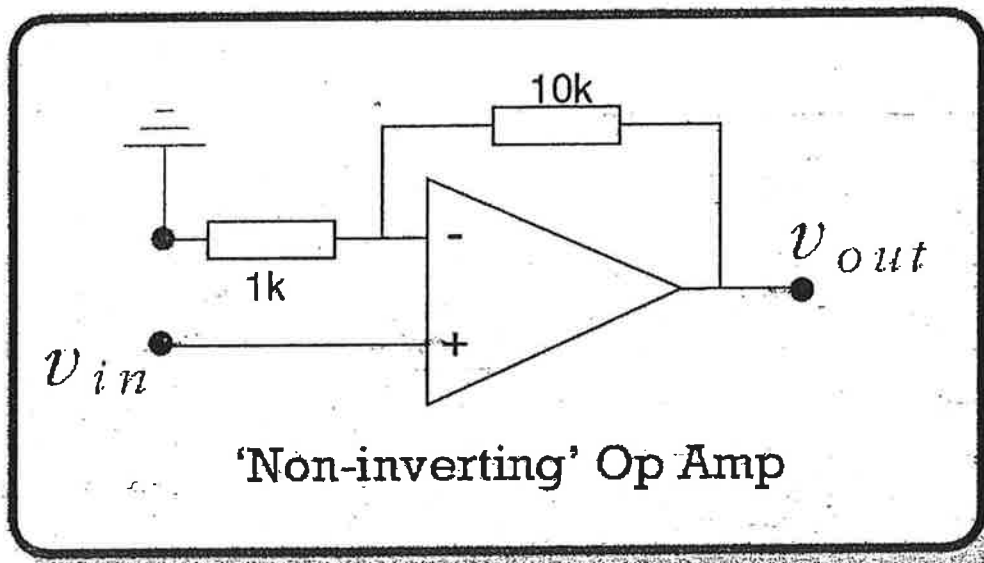 10k
-
1k
+
v out
v in
'Non-inverting' Op Amp